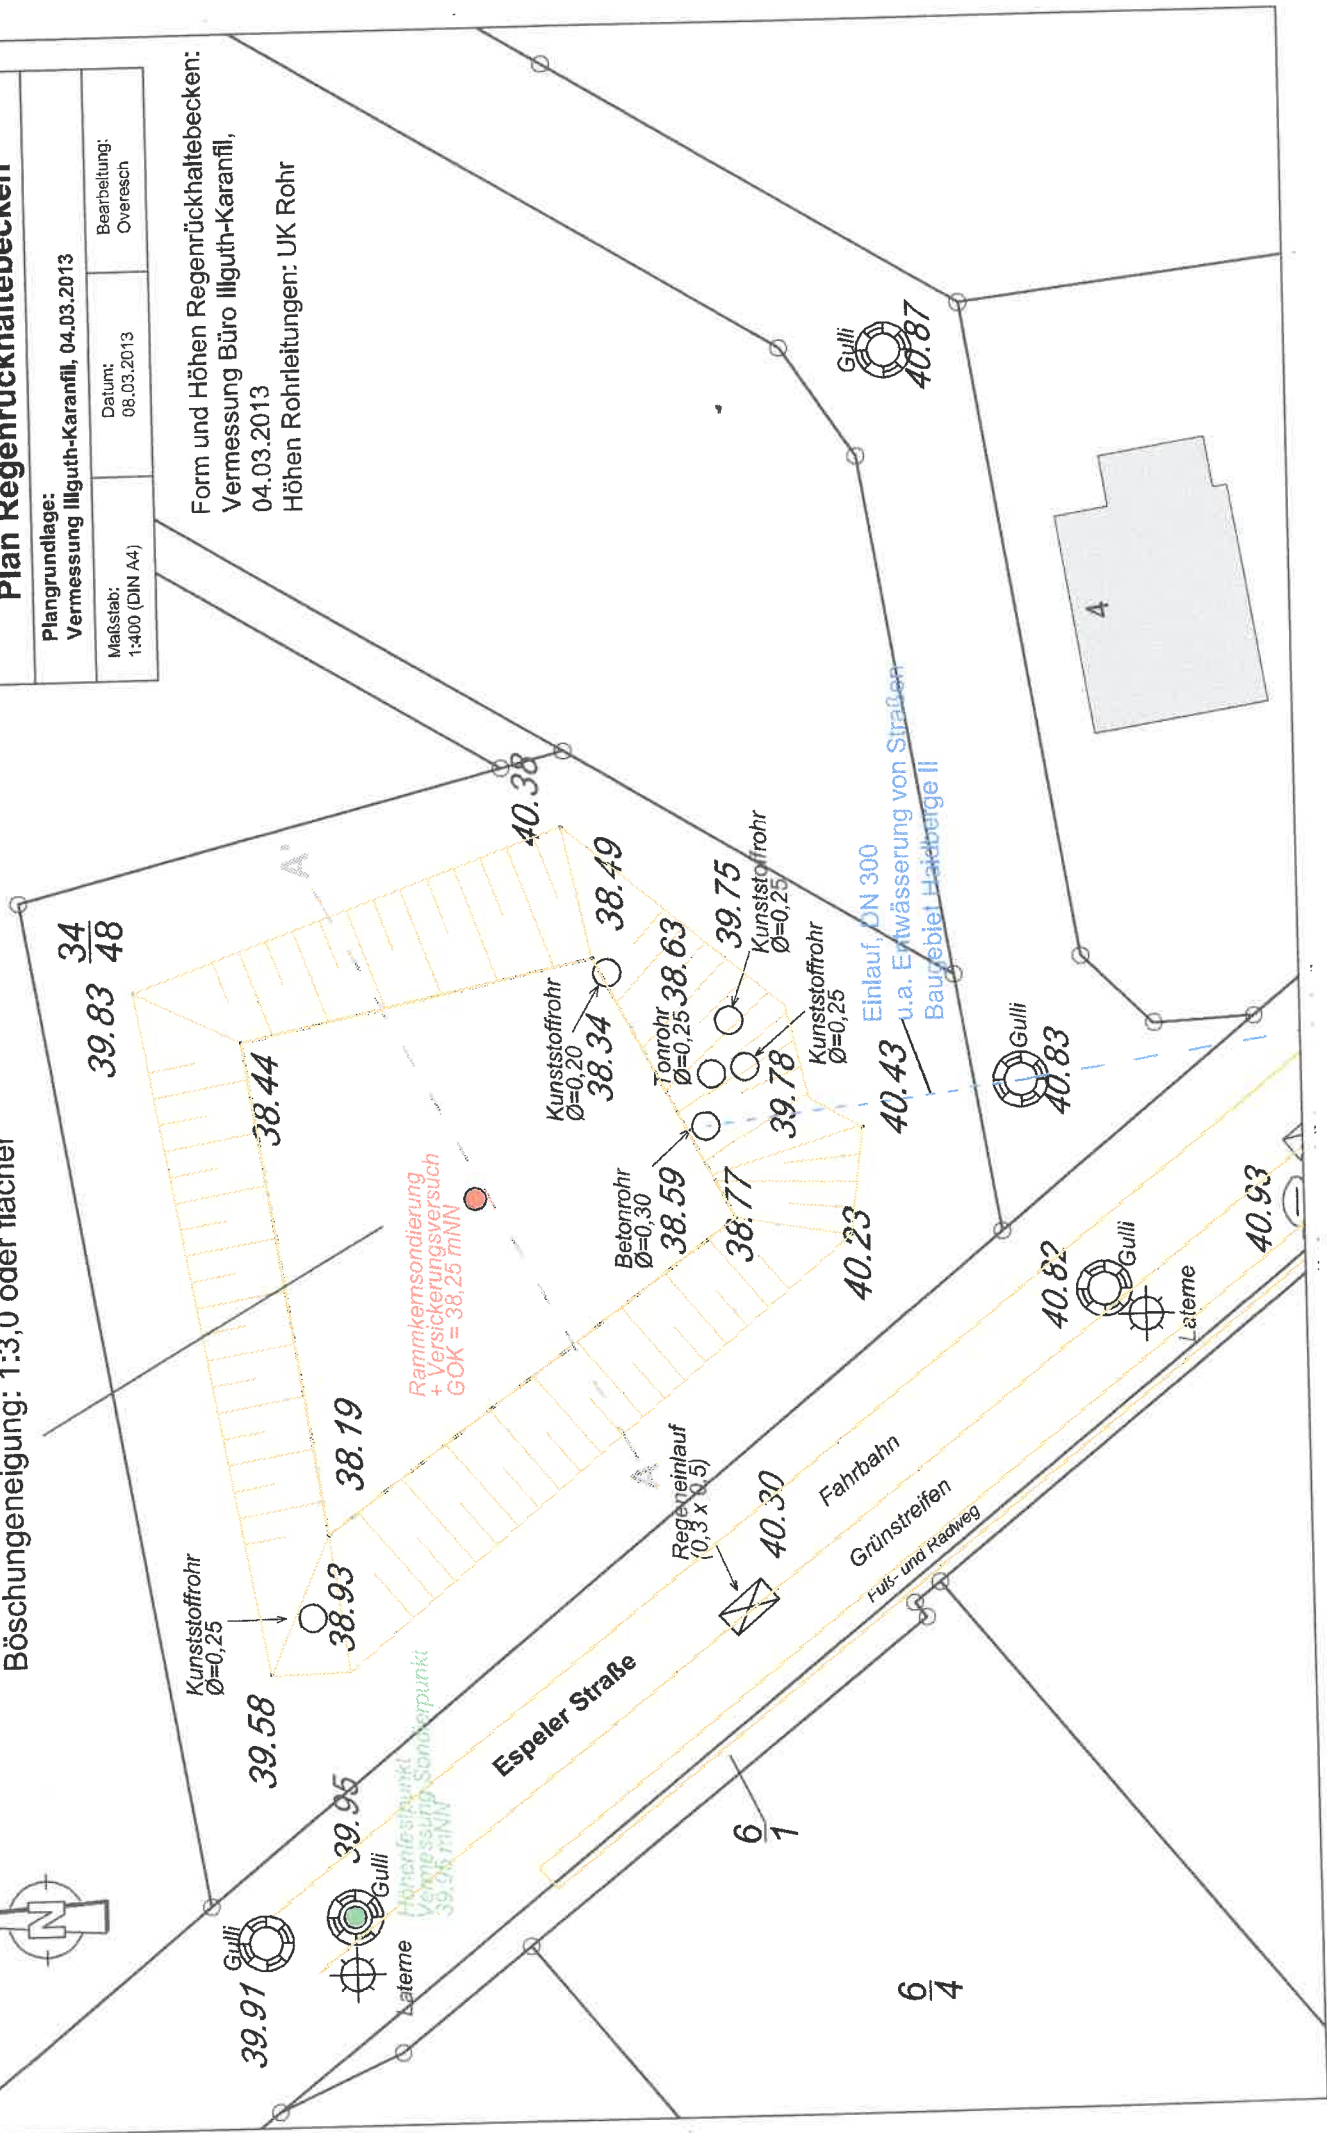 Plan Regenrückhaltebecken
Plangrundlage:
Vermessung Illguth-Karanfil, 04.03.2013
Maßstab:
1:400 (DIN A4)
Datum:
08.03.2013
Bearbeitung:
Overesch
Form und Höhen Regenrückhaltebecken:
Vermessung Büro Illguth-Karanfil,
04.03.2013
Höhen Rohrleitungen: UK Rohr
Böschungeneigung: 1:3,0 oder flacher
N
34
48
39.83
38.44
40.38
38.49
Kunststoffrohr
Ø=0,20
38.34
Tonrohr
Ø=0,25
38.63
39.75
Kunststoffrohr
Ø=0,25
39.78
Kunststoffrohr
Ø=0,25
Betonrohr
Ø=0,30
38.59
38.77
40.23
40.43
Einlauf, DN 300
u.a. Entwässerung von Straßen
Baugebiet Haidberge II
Rammkernsondierung
+ Versickerungsversuch
GOK = 38,25 mNN
A'
A
38.19
Kunststoffrohr
Ø=0,25
38.93
39.58
39.95
Gulli
Höhenfestpunkt
Vermessung Sondierpunkt
39.95 mNN
Gulli
39.91
Laterne
Espeler Straße
Regeneinlauf
(0,3 x 0,5)
40.30
Fahrbahn
Grünstreifen
Fuß- und Radweg
40.82
Gulli
Laterne
40.93
Gulli
40.83
Gulli
40.87
4
6
1
6
4